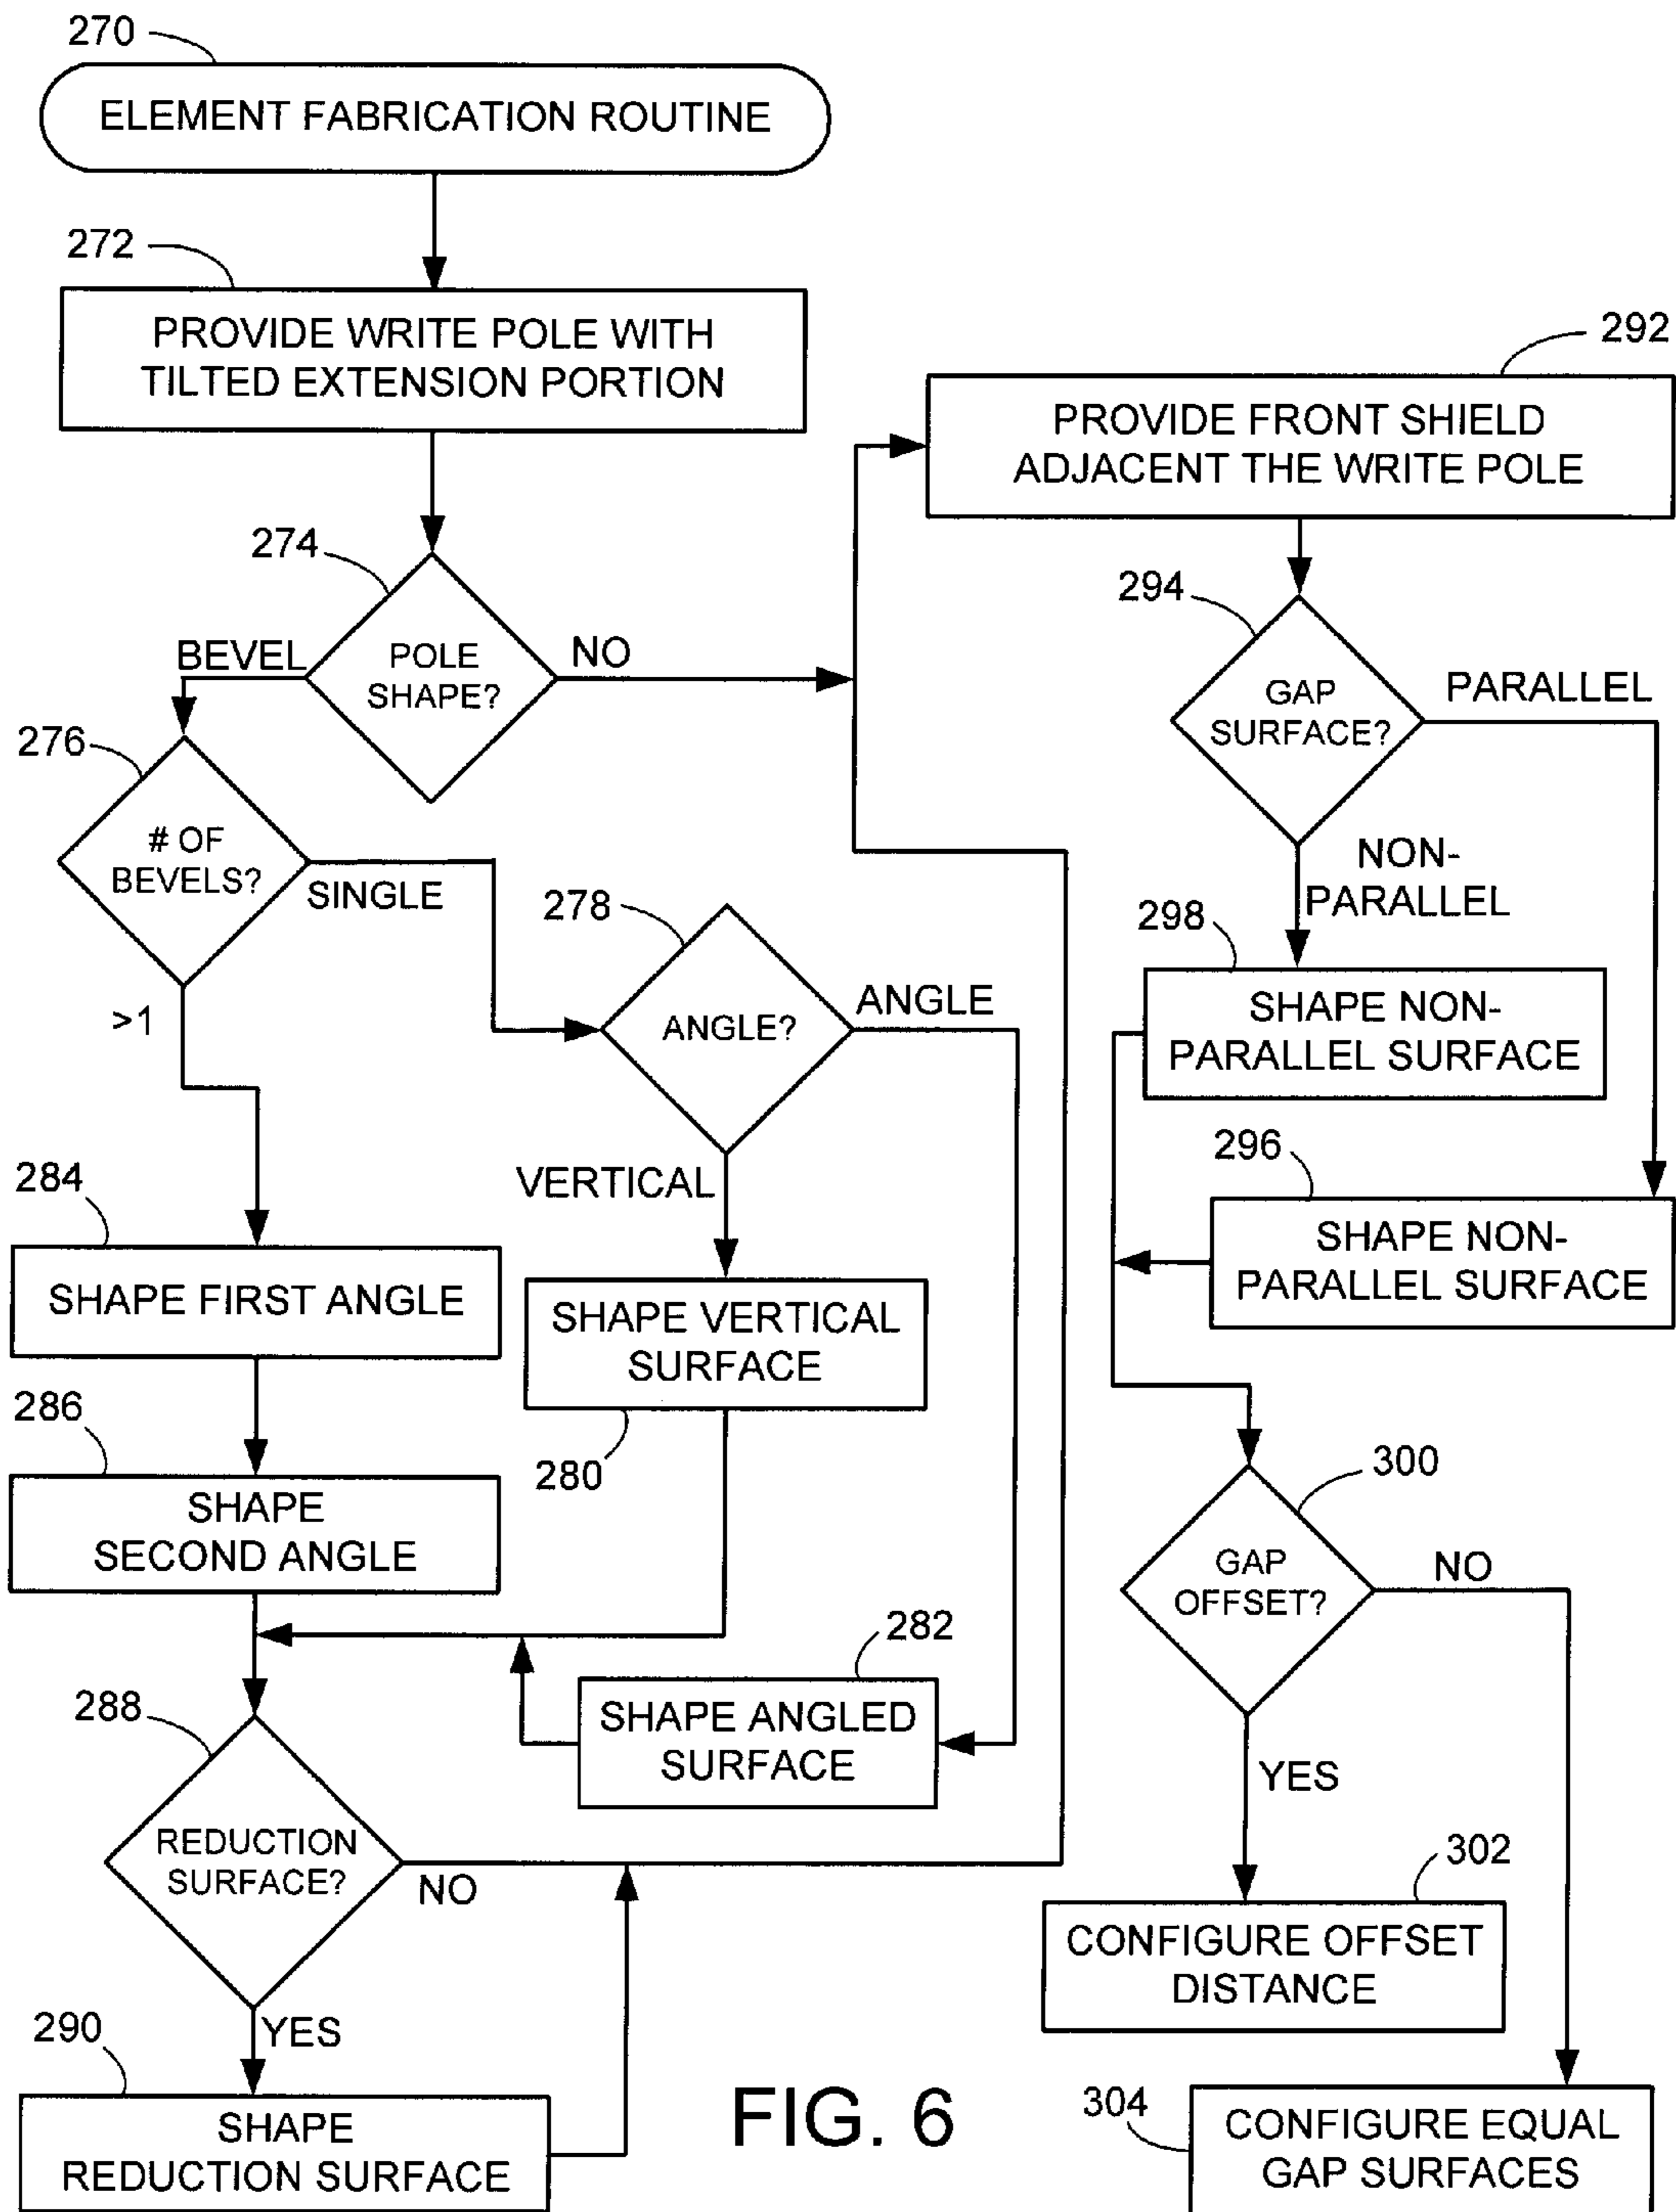 270
ELEMENT FABRICATION ROUTINE
272
PROVIDE WRITE POLE WITH
TILTED EXTENSION PORTION
274
POLE
SHAPE?
BEVEL
NO
276
# OF
BEVELS?
SINGLE
>1
278
ANGLE?
ANGLE
VERTICAL
284
SHAPE FIRST ANGLE
SHAPE VERTICAL
SURFACE
280
286
SHAPE
SECOND ANGLE
282
SHAPE ANGLED
SURFACE
288
REDUCTION
SURFACE?
NO
YES
290
SHAPE
REDUCTION SURFACE
292
PROVIDE FRONT SHIELD
ADJACENT THE WRITE POLE
294
GAP
SURFACE?
PARALLEL
NON-
PARALLEL
298
SHAPE NON-
PARALLEL SURFACE
296
SHAPE NON-
PARALLEL SURFACE
300
GAP
OFFSET?
NO
YES
302
CONFIGURE OFFSET
DISTANCE
304
CONFIGURE EQUAL
GAP SURFACES
FIG. 6